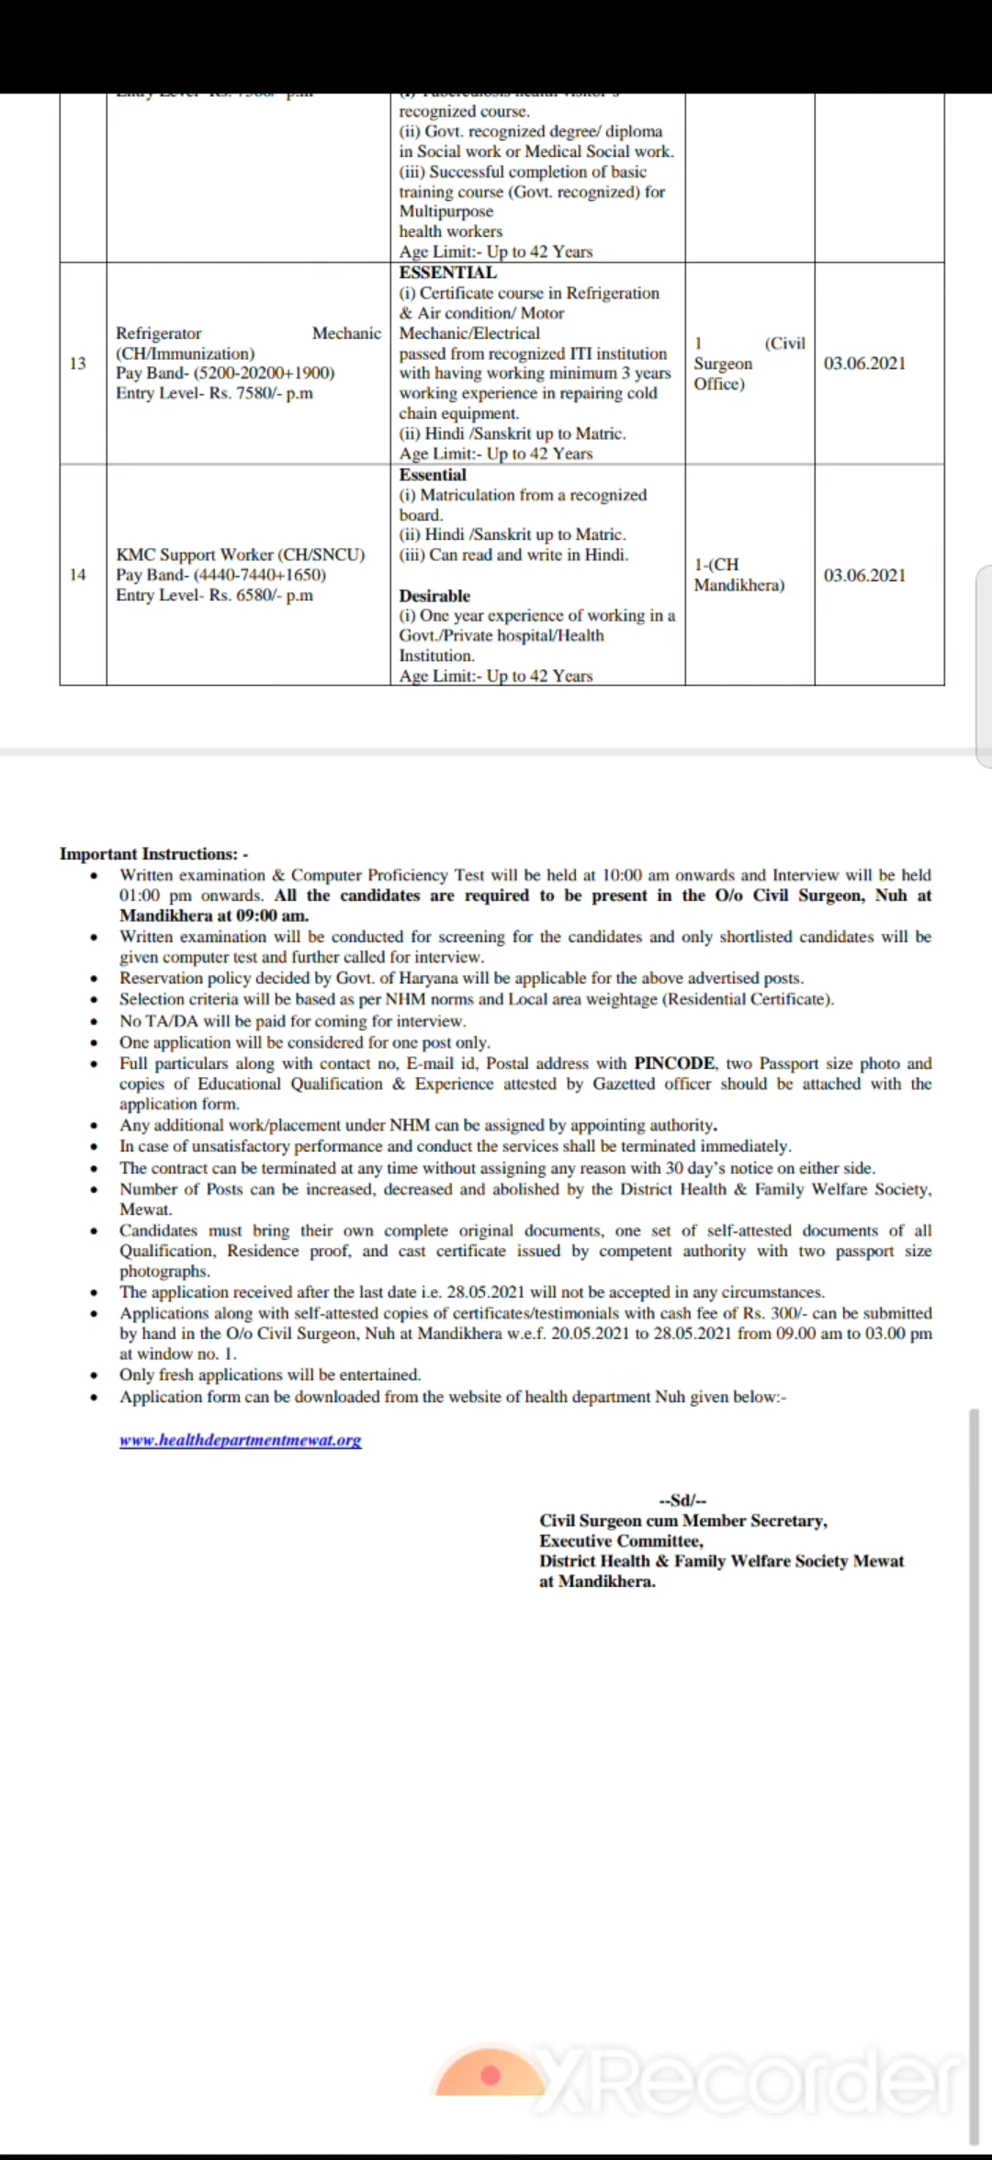 recognized course.
(ii) Govt. recognized degree/ diploma
in Social work or Medical Social work.
(iii) Successful completion of basic
training course (Govt. recognized) for
Multipurpose
health workers
Age Limit:- Up to 42 Years
13
Refrigerator Mechanic
(CH/Immunization)
Pay Band- (5200-20200+1900)
Entry Level- Rs. 7580/- p.m
ESSENTIAL
(i) Certificate course in Refrigeration
& Air condition/ Motor
Mechanic/Electrical
passed from recognized ITI institution
with having working minimum 3 years
working experience in repairing cold
chain equipment.
(ii) Hindi /Sanskrit up to Matric.
Age Limit:- Up to 42 Years
1 (Civil
Surgeon
Office)
03.06.2021
14
KMC Support Worker (CH/SNCU)
Pay Band- (4440-7440+1650)
Entry Level- Rs. 6580/- p.m
Essential
(i) Matriculation from a recognized
board.
(ii) Hindi /Sanskrit up to Matric.
(iii) Can read and write in Hindi.
Desirable
(i) One year experience of working in a
Govt./Private hospital/Health
Institution.
Age Limit:- Up to 42 Years
1-(CH
Mandikhera)
03.06.2021
Important Instructions: -
• Written examination & Computer Proficiency Test will be held at 10:00 am onwards and Interview will be held
01:00 pm onwards. All the candidates are required to be present in the O/o Civil Surgeon, Nuh at
Mandikhera at 09:00 am.
• Written examination will be conducted for screening for the candidates and only shortlisted candidates will be
given computer test and further called for interview.
• Reservation policy decided by Govt. of Haryana will be applicable for the above advertised posts.
• Selection criteria will be based as per NHM norms and Local area weightage (Residential Certificate).
• No TA/DA will be paid for coming for interview.
• One application will be considered for one post only.
• Full particulars along with contact no, E-mail id, Postal address with PINCODE, two Passport size photo and
copies of Educational Qualification & Experience attested by Gazetted officer should be attached with the
application form.
• Any additional work/placement under NHM can be assigned by appointing authority.
• In case of unsatisfactory performance and conduct the services shall be terminated immediately.
• The contract can be terminated at any time without assigning any reason with 30 day's notice on either side.
• Number of Posts can be increased, decreased and abolished by the District Health & Family Welfare Society,
Mewat.
• Candidates must bring their own complete original documents, one set of self-attested documents of all
Qualification, Residence proof, and cast certificate issued by competent authority with two passport size
photographs.
• The application received after the last date i.e. 28.05.2021 will not be accepted in any circumstances.
• Applications along with self-attested copies of certificates/testimonials with cash fee of Rs. 300/- can be submitted
by hand in the O/o Civil Surgeon, Nuh at Mandikhera w.e.f. 20.05.2021 to 28.05.2021 from 09.00 am to 03.00 pm
at window no. 1.
• Only fresh applications will be entertained.
• Application form can be downloaded from the website of health department Nuh given below:-
www.healthdepartmentmewat.org
--Sd/--
Civil Surgeon cum Member Secretary,
Executive Committee,
District Health & Family Welfare Society Mewat
at Mandikhera.
XRecorder